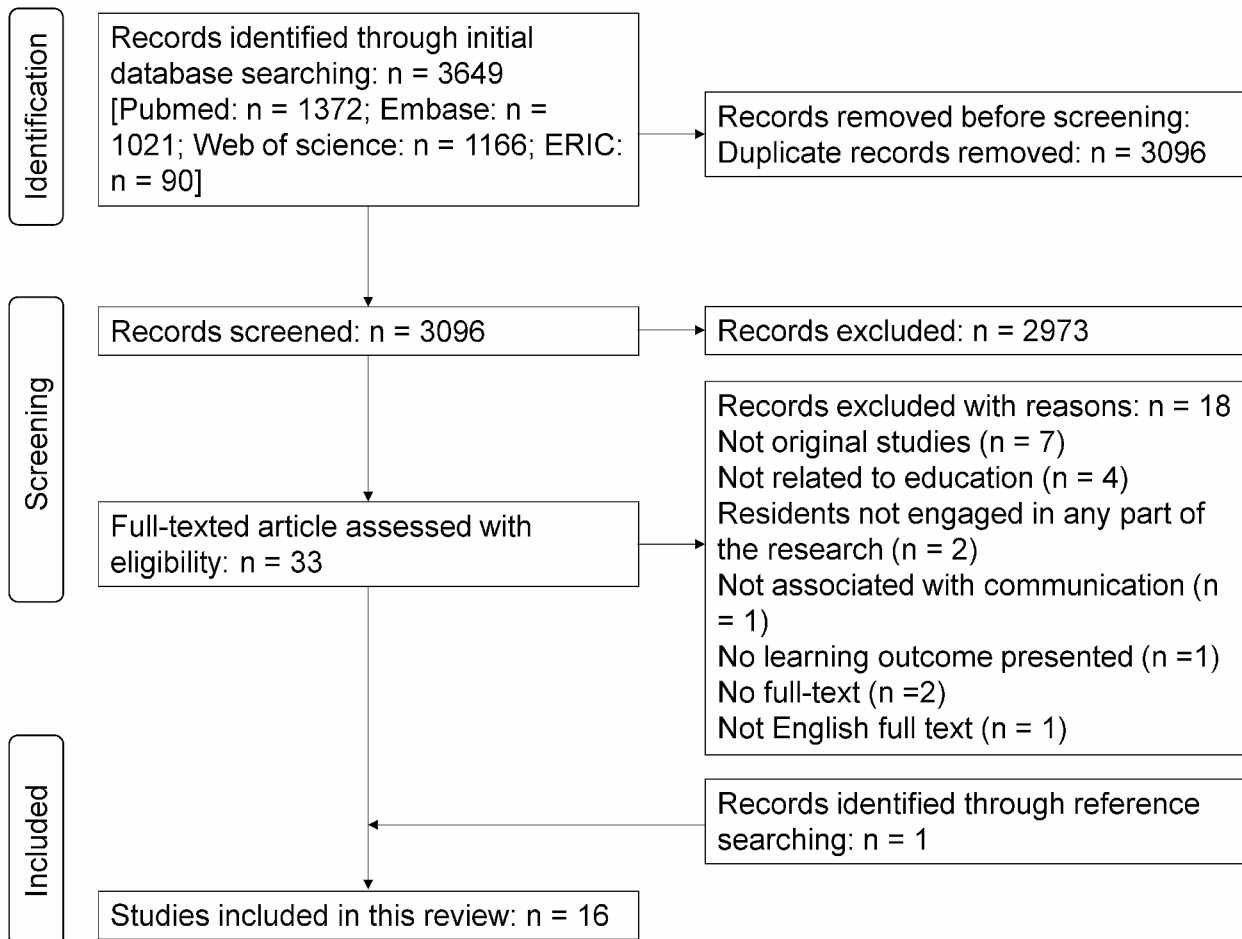 Identification
Records identified through initial
database searching: n = 3649
[Pubmed: n = 1372; Embase: n =
1021; Web of science: n = 1166; ERIC:
n = 90]
Records removed before screening:
Duplicate records removed: n = 3096
Screening
Records screened: n = 3096
Records excluded: n = 2973
Full-texted article assessed with
eligibility: n = 33
Records excluded with reasons: n = 18
Not original studies (n = 7)
Not related to education (n = 4)
Residents not engaged in any part of
the research (n = 2)
Not associated with communication (n
= 1)
No learning outcome presented (n =1)
No full-text (n =2)
Not English full text (n = 1)
Included
Records identified through reference
searching: n = 1
Studies included in this review: n = 16